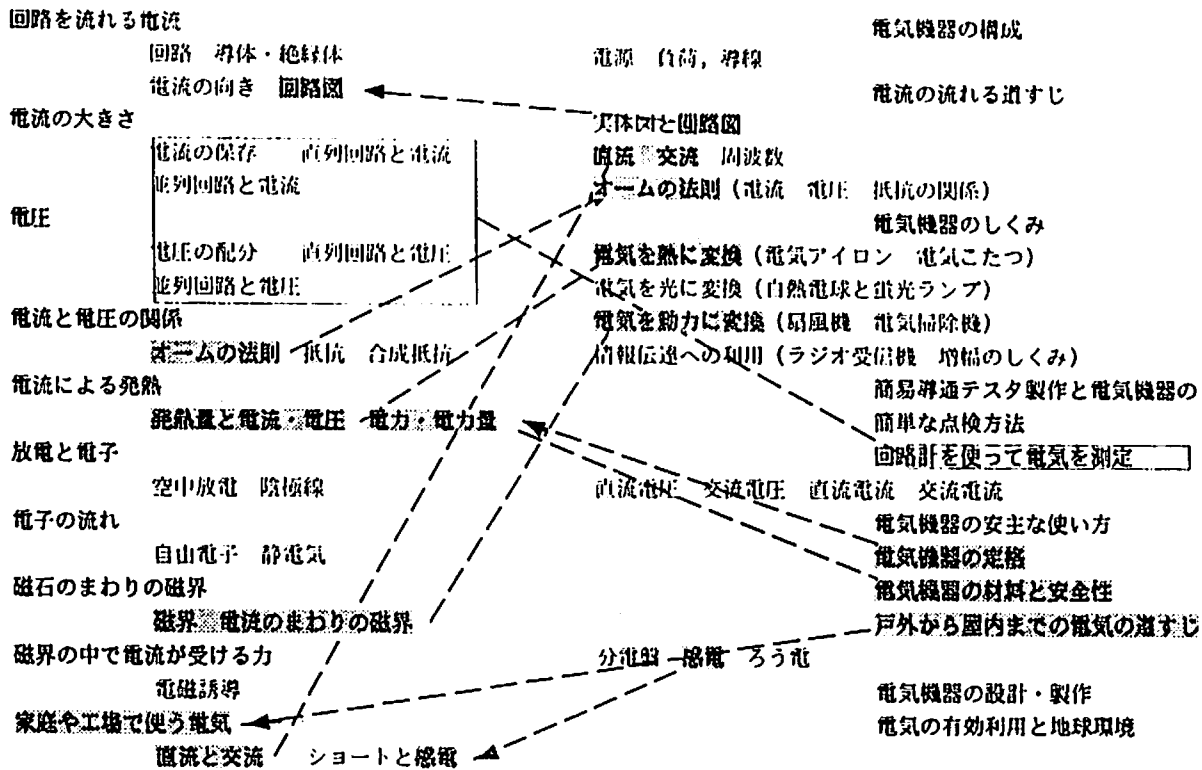 回路を流れる電流
回路 導体・絶縁体
電流の向き 回路図
電流の大きさ
電流の保存 直列回路と電流
並列回路と電流
電圧
電圧の配分 直列回路と電圧
並列回路と電圧
電流と電圧の関係
オームの法則 抵抗 合成抵抗
電流による発熱
発熱量と電流・電圧 電力・電力量
放電と電子
空中放電 陰極線
電子の流れ
自由電子 静電気
磁石のまわりの磁界
磁界 電流のまわりの磁界
磁界の中で電流が受ける力
電磁誘導
家庭や工場で使う電気
直流と交流 ショートと感電
電気機器の構成
電源 負荷,導線
電流の流れる道すじ
実体図と回路図
直流 交流 周波数
オームの法則(電流 電圧 抵抗の関係)
電気機器のしくみ
電気を熱に変換(電気アイロン 電気こたつ)
電気を光に変換(白熱電球と蛍光ランプ)
電気を動力に変換(扇風機 電気掃除機)
情報伝達への利用(ラジオ受信機 増幅のしくみ)
簡易導通テスタ製作と電気機器の
簡単な点検方法
回路計を使って電気を測定
直流電圧 交流電圧 直流電流 交流電流
電気機器の安主な使い方
電気機器の定格
電気機器の材料と安全性
戸外から屋内までの電気の道すじ
分電盤 感電 ろう電
電気機器の設計・製作
電気の有効利用と地球環境